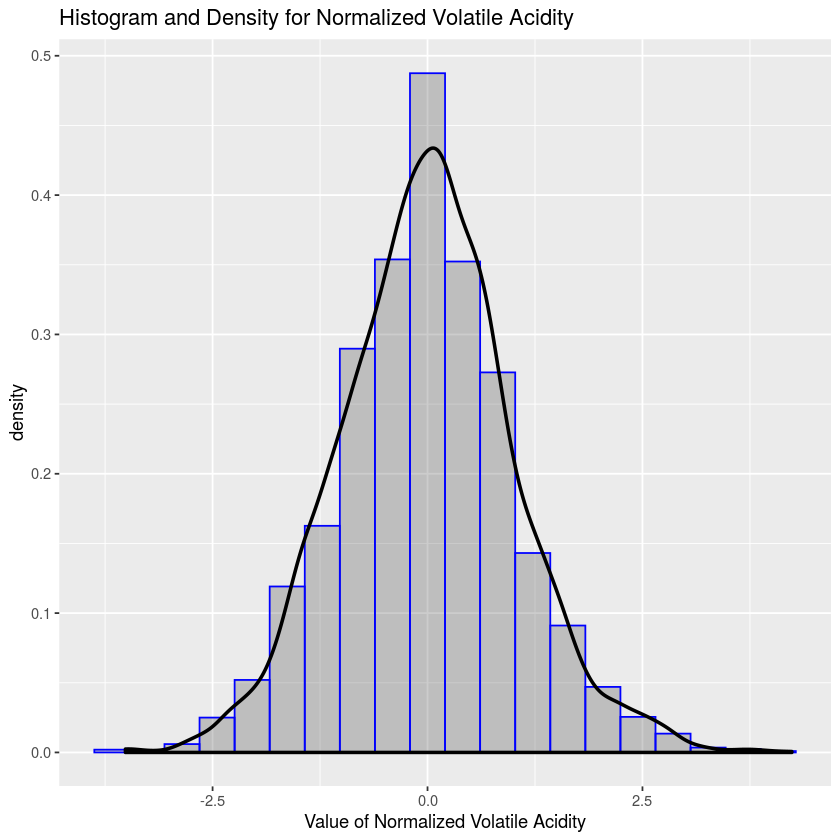 Histogram and Density for Normalized Volatile Acidity
0.5
0.4
0.3
0.2
0.1
0.0
density
-2.5 0.0 2.5
Value of Normalized Volatile Acidity